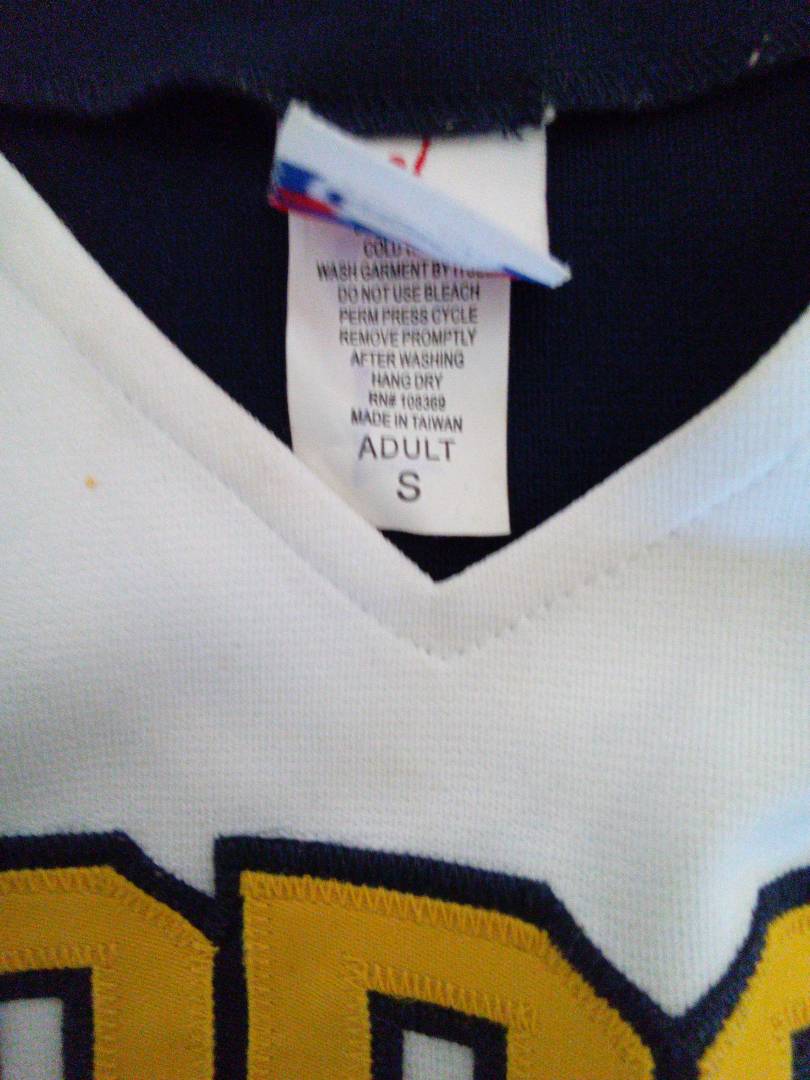 COLD
WASH GARMENT BY
DO NOT USE BLEACH
PERM PRESS CYCLE
REMOVE PROMPTLY
AFTER WASHING
HANG DRY
RN# 108369
MADE IN TAIWAN
ADULT
S